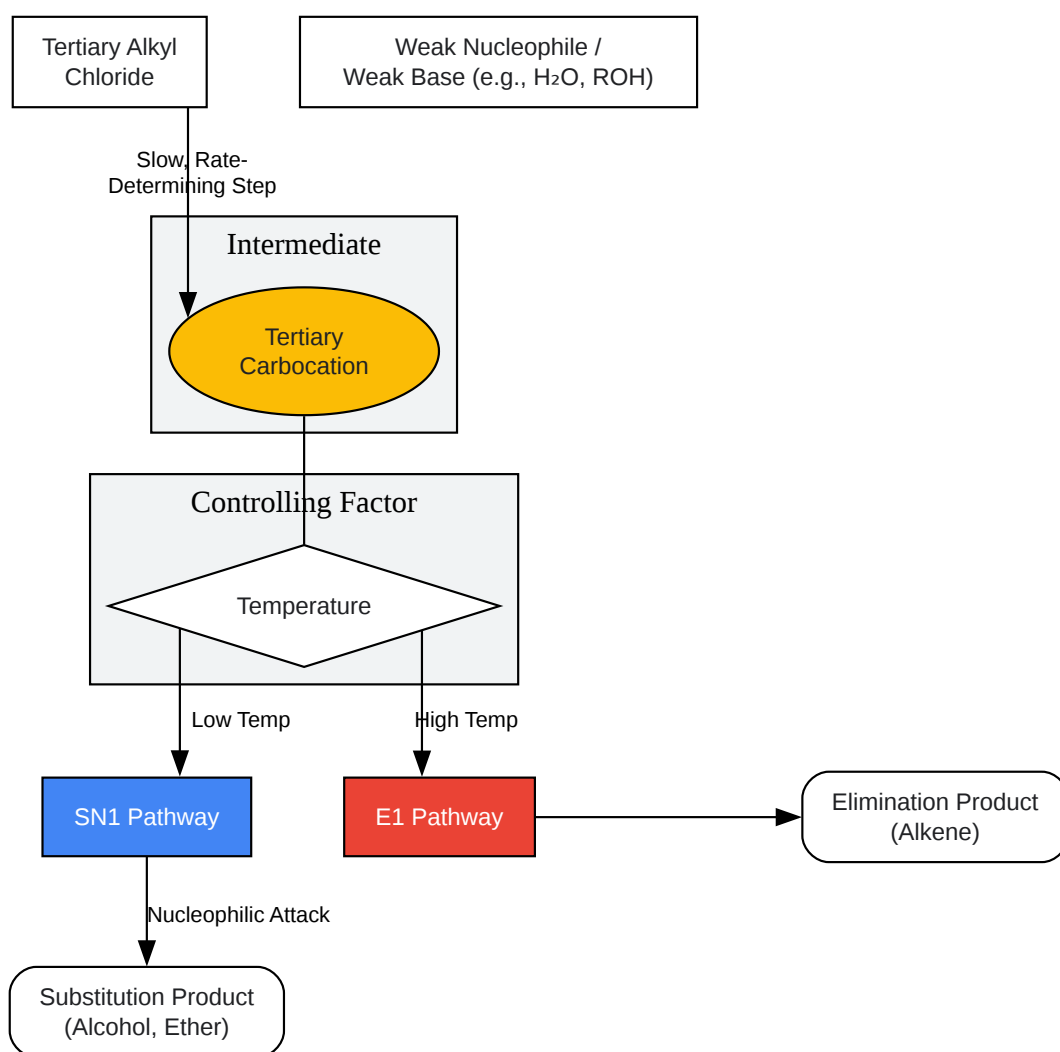 Tertiary Alkyl
Chloride
Weak Nucleophile /
Weak Base (e.g., H₂O, ROH)
Slow, Rate-
Determining Step
Intermediate
Tertiary
Carbocation
Controlling Factor
Temperature
Low Temp
High Temp
SN1 Pathway
E1 Pathway
Elimination Product
(Alkene)
Nucleophilic Attack
Substitution Product
(Alcohol, Ether)